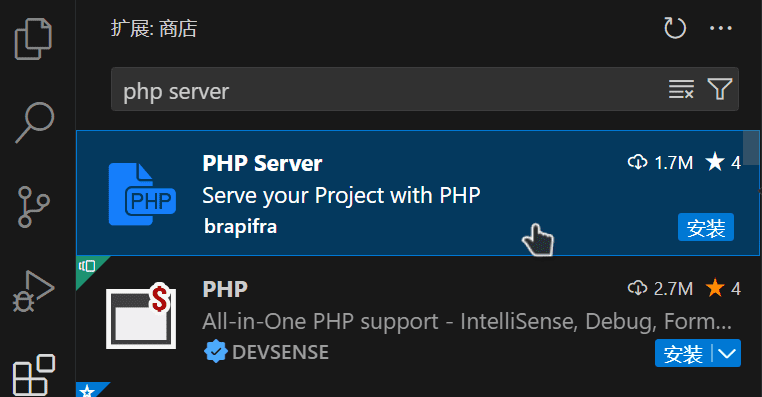 扩展: 商店
php server
PHP Server
1.7M
4
Serve your Project with PHP
PHP
brapifra
安装
PHP
2.7M
4
$
All-in-One PHP support - IntelliSense, Debug, Form...
DEVSENSE
安装